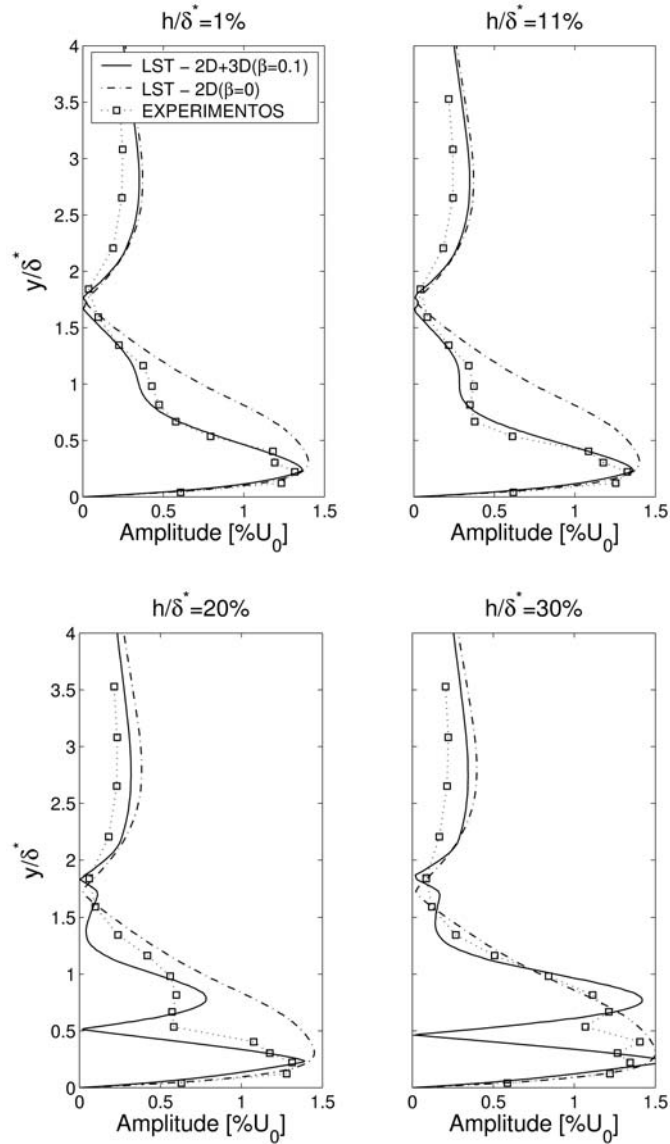 h/δ*=1%
4
3.5
3
2.5
2
1.5
1
0.5
0
y/δ*
LST − 2D+3D(β=0.1)
LST − 2D(β=0)
EXPERIMENTOS
0 0.5 1 1.5
Amplitude [%U₀]
h/δ*=11%
4
3.5
3
2.5
2
1.5
1
0.5
0
0 0.5 1 1.5
Amplitude [%U₀]
h/δ*=20%
4
3.5
3
2.5
2
1.5
1
0.5
0
y/δ*
0 0.5 1 1.5
Amplitude [%U₀]
h/δ*=30%
4
3.5
3
2.5
2
1.5
1
0.5
0
0 0.5 1 1.5
Amplitude [%U₀]